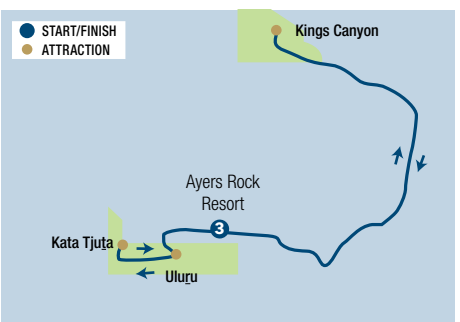 START/FINISH
ATTRACTION
Kings Canyon
Ayers Rock
Resort
3
Kata Tjuṯa
Uluṟu